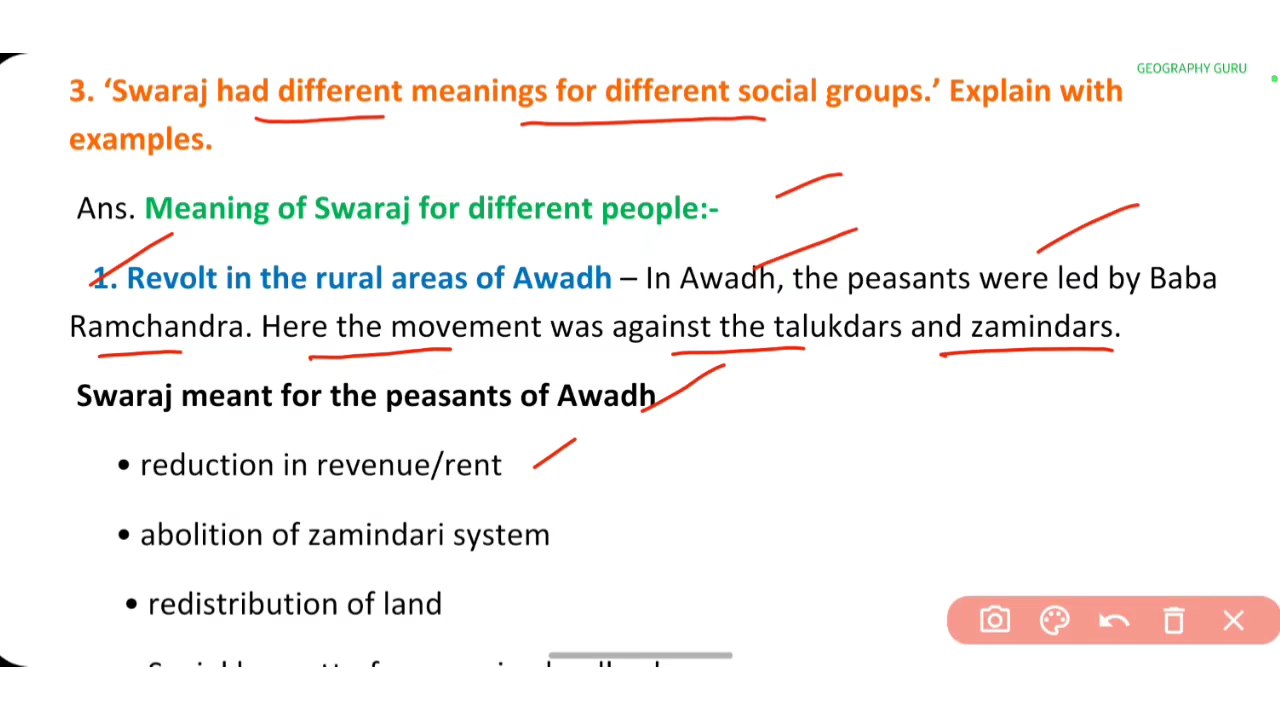 GEOGRAPHY GURU
3. ‘Swaraj had different meanings for different social groups.’ Explain with
examples.
Ans. Meaning of Swaraj for different people:-
1. Revolt in the rural areas of Awadh – In Awadh, the peasants were led by Baba
Ramchandra. Here the movement was against the talukdars and zamindars.
Swaraj meant for the peasants of Awadh
• reduction in revenue/rent
• abolition of zamindari system
• redistribution of land